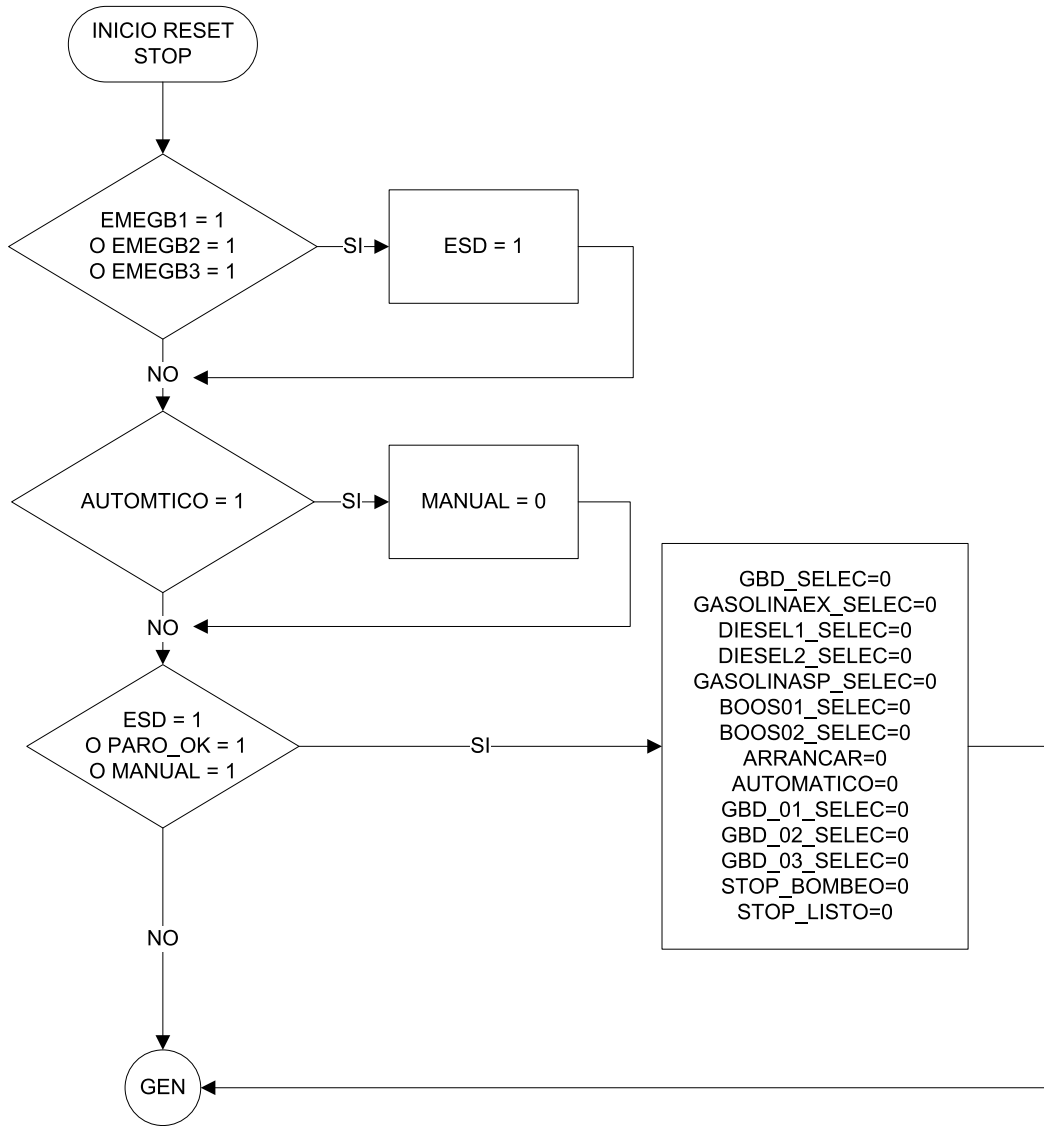 INICIO RESET
STOP
EMEGB1 = 1
O EMEGB2 = 1
O EMEGB3 = 1
SI
ESD = 1
NO
AUTOMTICO = 1
SI
MANUAL = 0
NO
ESD = 1
O PARO_OK = 1
O MANUAL = 1
SI
GBD_SELEC=0
GASOLINAEX_SELEC=0
DIESEL1_SELEC=0
DIESEL2_SELEC=0
GASOLINASP_SELEC=0
BOOS01_SELEC=0
BOOS02_SELEC=0
ARRANCAR=0
AUTOMATICO=0
GBD_01_SELEC=0
GBD_02_SELEC=0
GBD_03_SELEC=0
STOP_BOMBEO=0
STOP_LISTO=0
NO
GEN